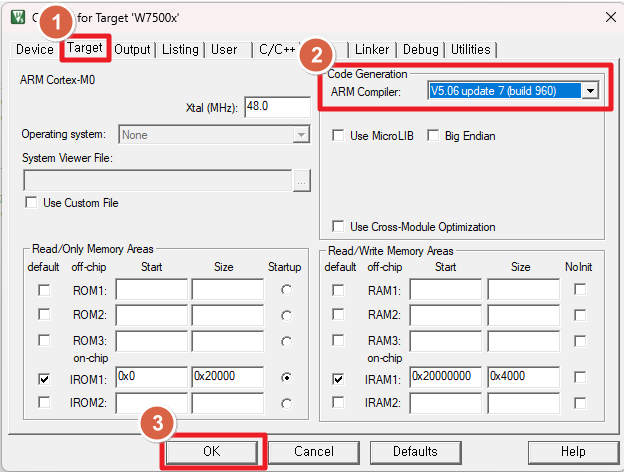 1
for Target 'W7500x'
Device Target Output Listing User C/C++ Linker Debug Utilities
2
ARM Cortex-M0
Xtal (MHz): 48.0
Operating system: None
System Viewer File:
...
Use Custom File
Code Generation
ARM Compiler: V5.06 update 7 (build 960)
Use MicroLIB Big Endian
Use Cross-Module Optimization
Read/Only Memory Areas
default off-chip Start Size Startup
ROM1:
ROM2:
ROM3:
on-chip
IROM1: 0x0 0x20000
IROM2:
Read/Write Memory Areas
default off-chip Start Size NoInit
RAM1:
RAM2:
RAM3:
on-chip
IRAM1: 0x20000000 0x4000
IRAM2:
3
OK Cancel Defaults Help